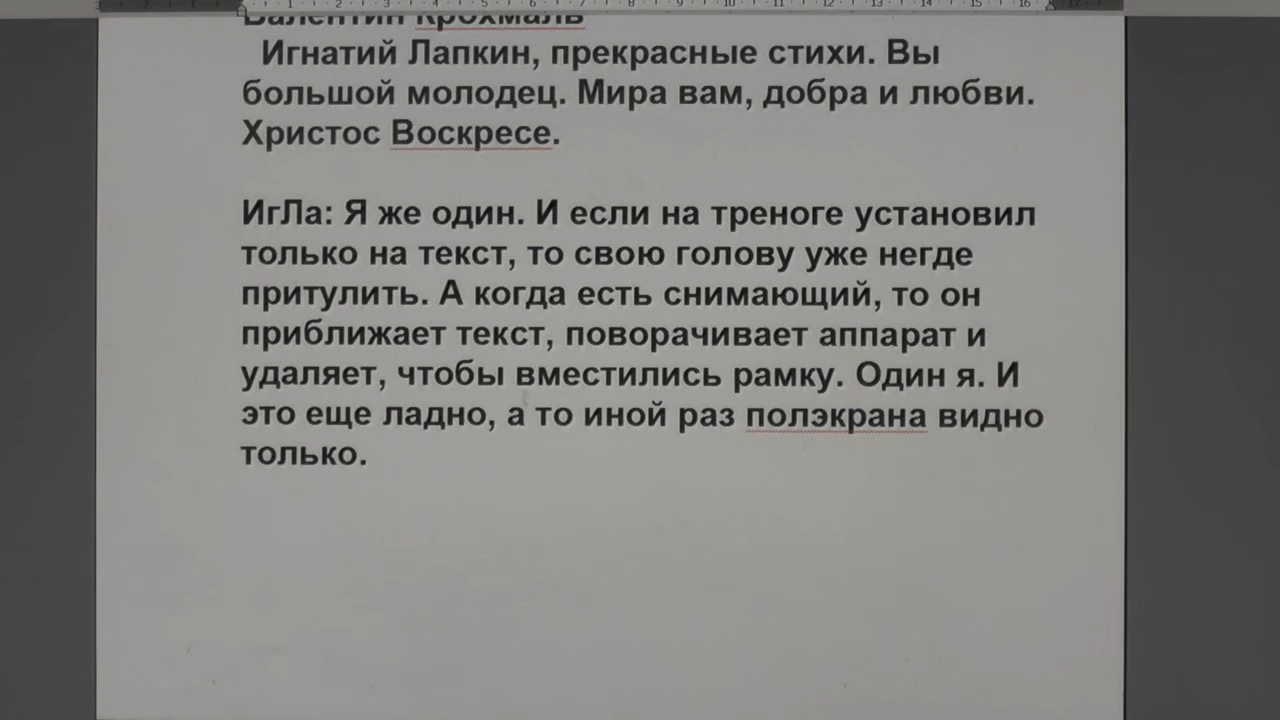 Валентин Крохмаль
Игнатий Лапкин, прекрасные стихи. Вы
большой молодец. Мира вам, добра и любви.
Христос Воскресе.
ИгЛа: Я же один. И если на треноге установил
только на текст, то свою голову уже негде
притулить. А когда есть снимающий, то он
приближает текст, поворачивает аппарат и
удаляет, чтобы вместились рамку. Один я. И
это еще ладно, а то иной раз полэкрана видно
только.